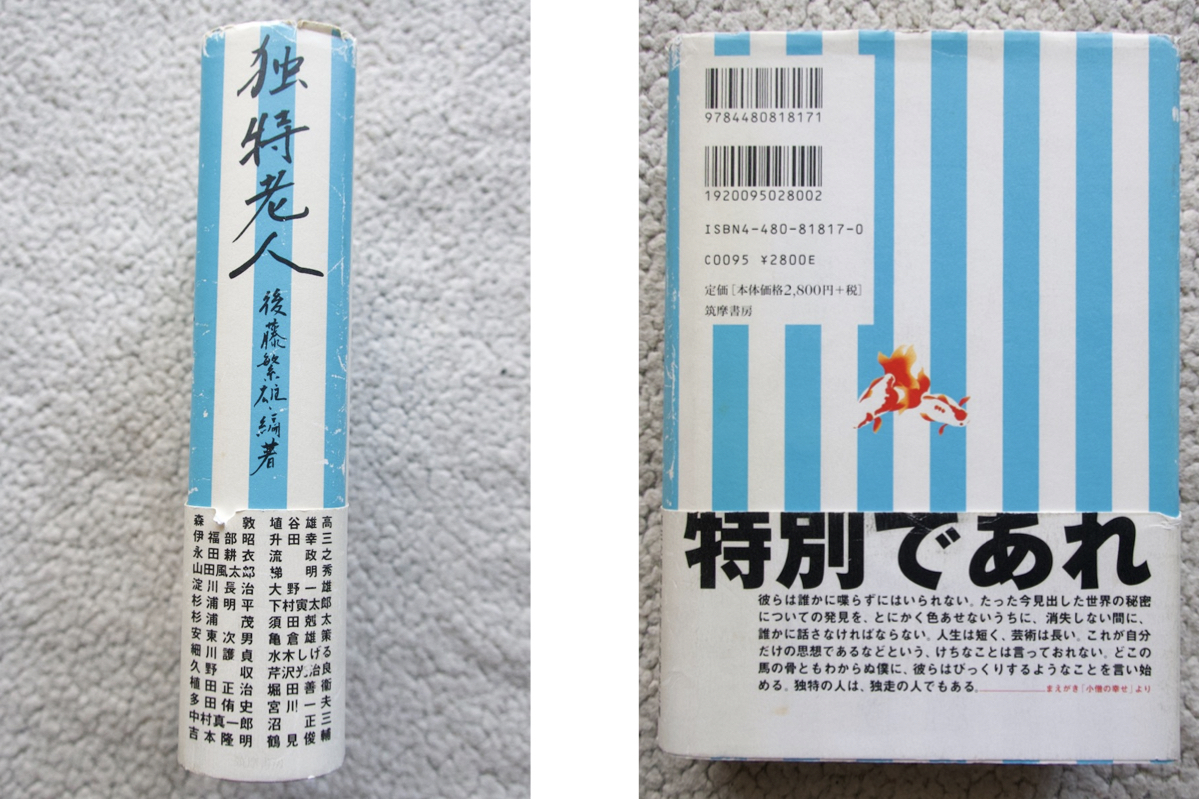 独特老人
後藤繁雄編著
森敦 埴谷雄高
伊福部昭 升田幸三
永田耕衣 流政之
山田風太郎 梯明秀
淀川長治 大野一雄
杉浦明平 下村寅太郎
杉浦茂 須田剋太
安東次男 亀倉雄策
細川護貞 水木しげる
久野収 芹沢光治良
植田正治 堀田善衞
多田侑史 宮川一夫
中村真一郎 沼正三
吉本隆明 鶴見俊輔
筑摩書房
9784480818171
1920095028002
ISBN4-480-81817-0
C0095 ¥2800E
定価[本体価格2,800円+税]
筑摩書房
特別であれ
彼らは誰かに喋らずにはいられない。たった今見出した世界の秘密
についての発見を、とにかく色あせないうちに、消失しない間に、
誰かに話さなければならない。人生は短く、芸術は長い。これが自分
だけの思想であるなどという、けちなことは言っておれない。どこの
馬の骨ともわからぬ僕に、彼らはびっくりするようなことを言い始
める。独特の人は、独走の人でもある。 まえがき「小僧の幸せ」より